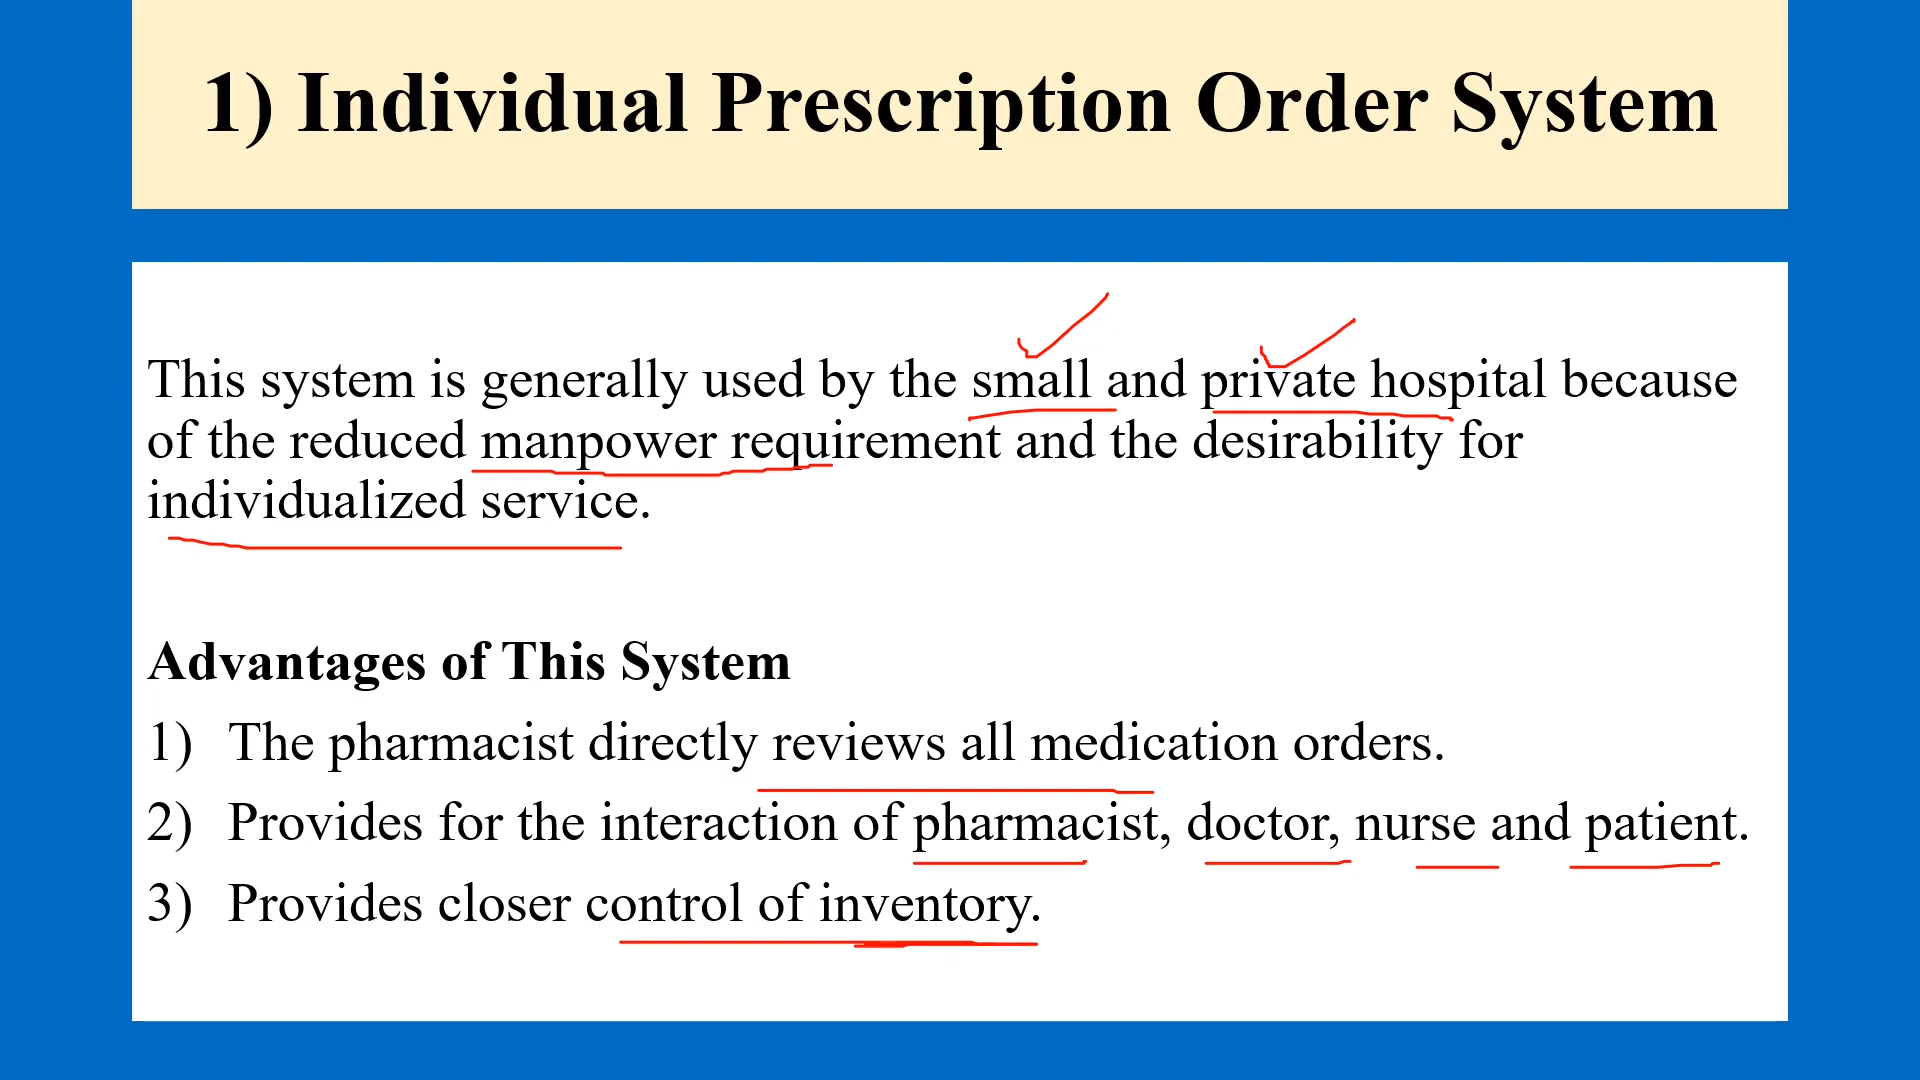 1) Individual Prescription Order System
This system is generally used by the small and private hospital because
of the reduced manpower requirement and the desirability for
individualized service.
Advantages of This System
1) The pharmacist directly reviews all medication orders.
2) Provides for the interaction of pharmacist, doctor, nurse and patient.
3) Provides closer control of inventory.